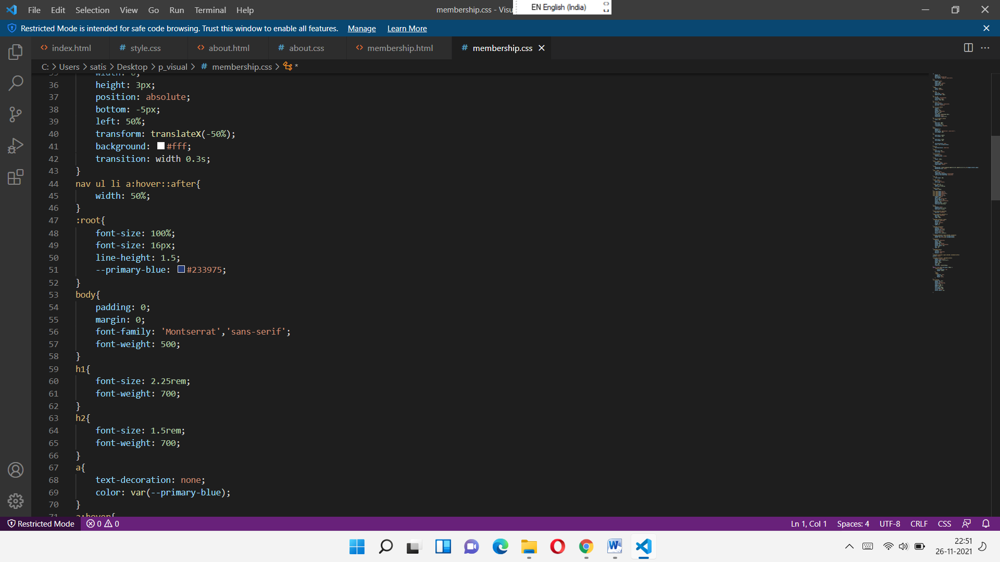 File Edit Selection View Go Run Terminal Help
membership.css - Visu
EN English (India)
Restricted Mode is intended for safe code browsing. Trust this window to enable all features. Manage Learn More
index.html style.css about.html about.css membership.html membership.css
C: > Users > satis > Desktop > p_visual > # membership.css > *
36 height: 3px;
37 position: absolute;
38 bottom: -5px;
39 left: 50%;
40 transform: translateX(-50%);
41 background: #fff;
42 transition: width 0.3s;
43 }
44 nav ul li a:hover::after{
45 width: 50%;
46 }
47 :root{
48 font-size: 100%;
49 font-size: 16px;
50 line-height: 1.5;
51 --primary-blue: #233975;
52 }
53 body{
54 padding: 0;
55 margin: 0;
56 font-family: 'Montserrat','sans-serif';
57 font-weight: 500;
58 }
59 h1{
60 font-size: 2.25rem;
61 font-weight: 700;
62 }
63 h2{
64 font-size: 1.5rem;
65 font-weight: 700;
66 }
67 a{
68 text-decoration: none;
69 color: var(--primary-blue);
70 }
71 a:hover{
Restricted Mode 0 0 Ln 1, Col 1 Spaces: 4 UTF-8 CRLF CSS
22:51
26-11-2021